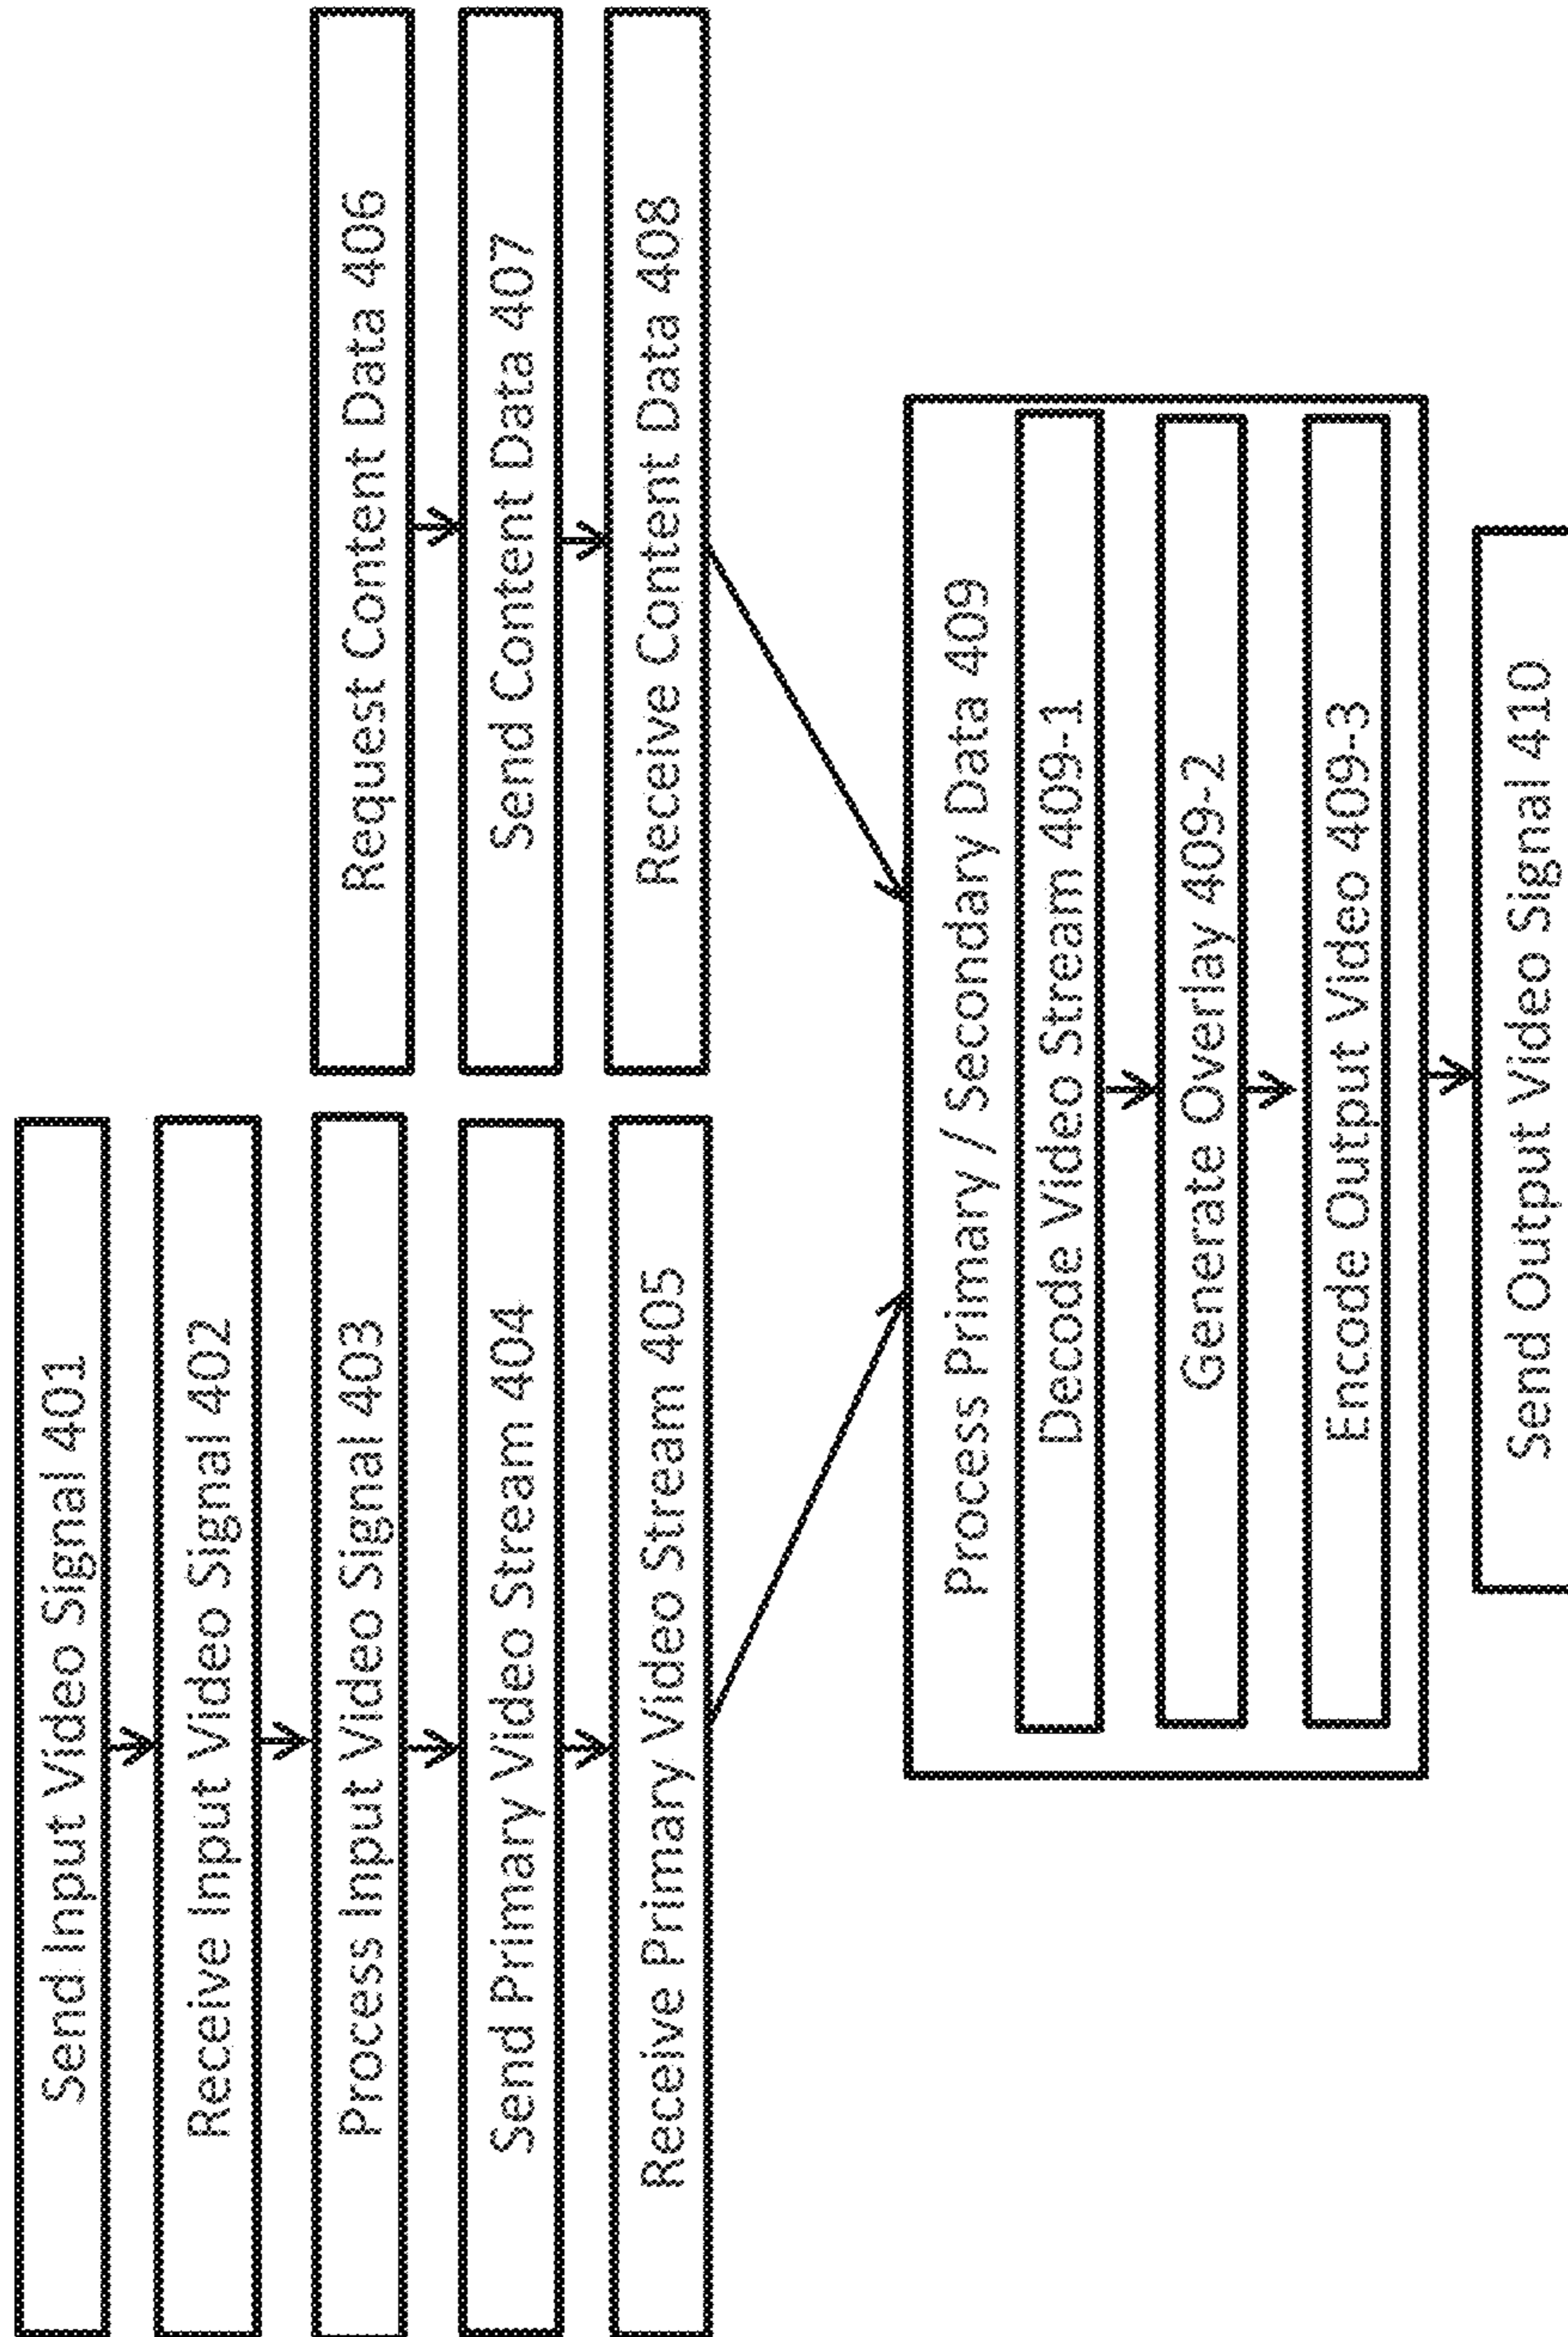 Send Input Video Signal 401
Receive Input Video Signal 402
Process Input Video Signal 403
Send Primary Video Stream 404
Receive Primary Video Stream 405
Request Content Data 406
Send Content Data 407
Receive Content Data 408
Process Primary / Secondary Data 409
Decode Video Stream 409-1
Generate Overlay 409-2
Encode Output Video 409-3
Send Output Video Signal 410